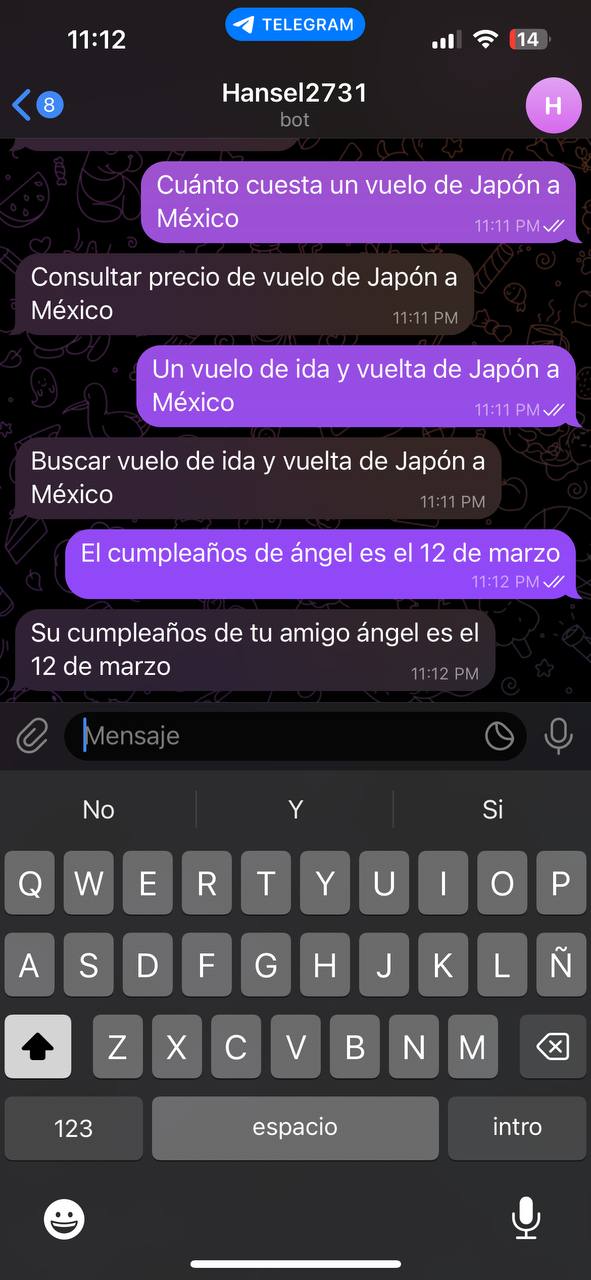 11:12
TELEGRAM
14
8
Hansel2731
bot
H
Cuánto cuesta un vuelo de Japón a
México
11:11 PM
Consultar precio de vuelo de Japón a
México
11:11 PM
Un vuelo de ida y vuelta de Japón a
México
11:11 PM
Buscar vuelo de ida y vuelta de Japón a
México
11:12 PM
El cumpleaños de ángel es el 12 de marzo
11:12 PM
Su cumpleaños de tu amigo ángel es el
12 de marzo
11:12 PM
Mensaje
No Y Si
Q W E R T Y U I O P
A S D F G H J K L Ñ
Z X C V B N M
123 espacio intro